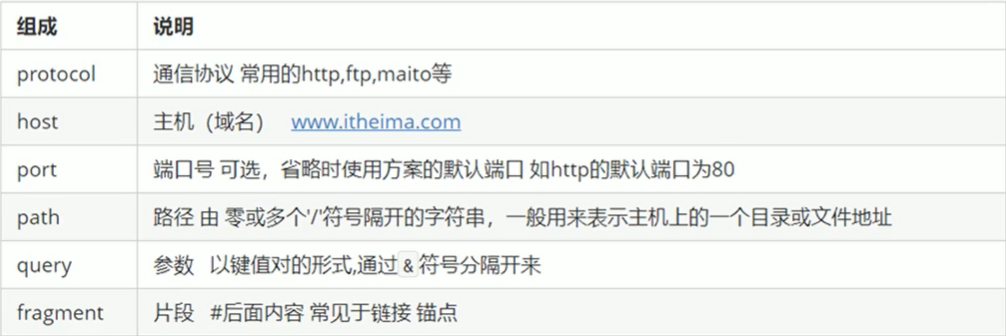 组成 说明
protocol 通信协议 常用的http,ftp,maito等
host 主机（域名） www.itheima.com
port 端口号 可选，省略时使用方案的默认端口 如http的默认端口为80
path 路径 由 零或多个'/'符号隔开的字符串，一般用来表示主机上的一个目录或文件地址
query 参数 以键值对的形式,通过&符号分隔开来
fragment 片段 #后面内容 常见于链接 锚点